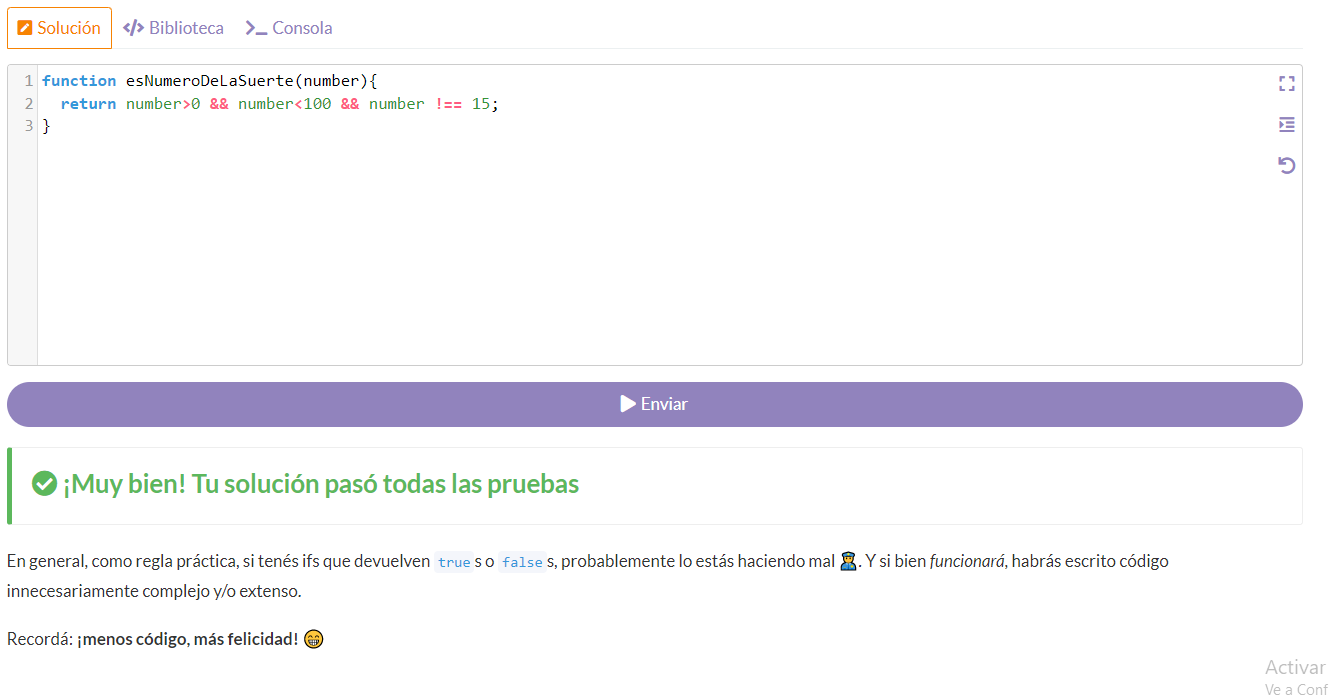 Solución Biblioteca Consola
1 function esNumeroDeLaSuerte(number){
2 return number>0 && number<100 && number !== 15;
3 }
Enviar
¡Muy bien! Tu solución pasó todas las pruebas
En general, como regla práctica, si tenés ifs que devuelven true s o false s, probablemente lo estás haciendo mal 👮. Y si bien funcionará, habrás escrito código
innecesariamente complejo y/o extenso.
Recordá: ¡menos código, más felicidad! 😁
Activar
Ve a Conf